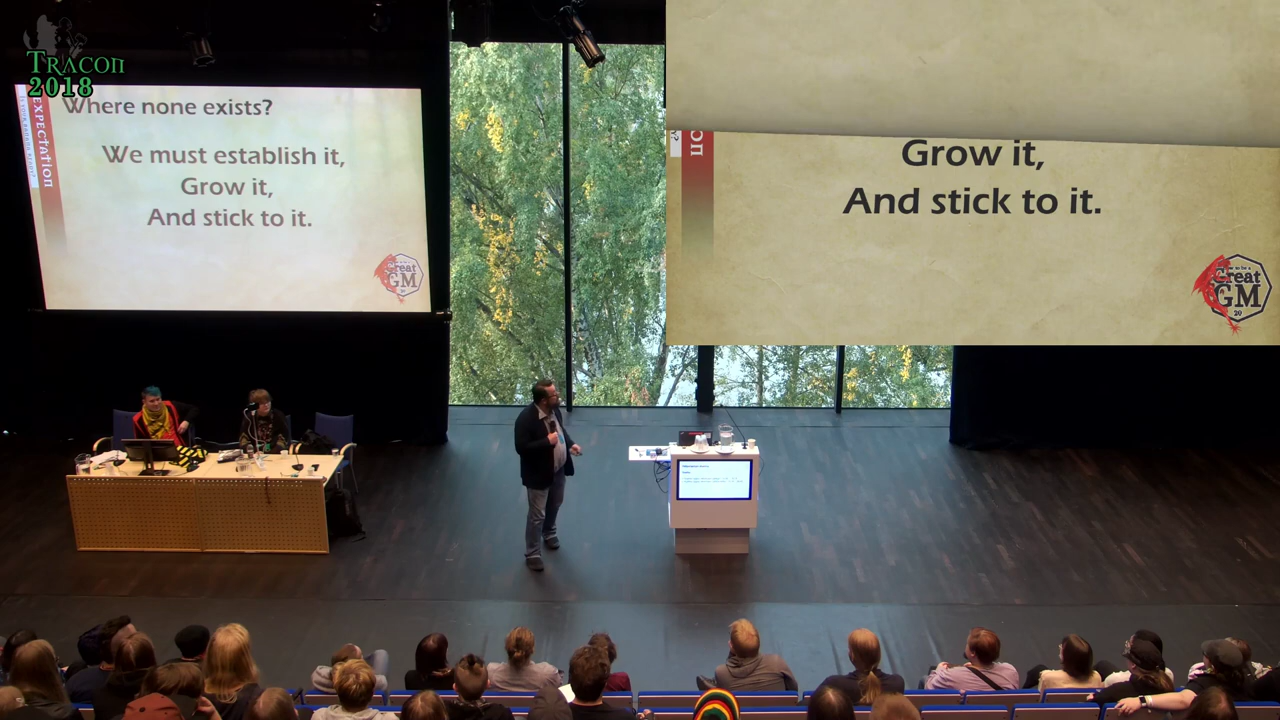 TRACON
2018
EXPECTATION
Where none exists?
We must establish it,
Grow it,
And stick to it.
Great
GM
Grow it,
And stick to it.
Great
GM
20